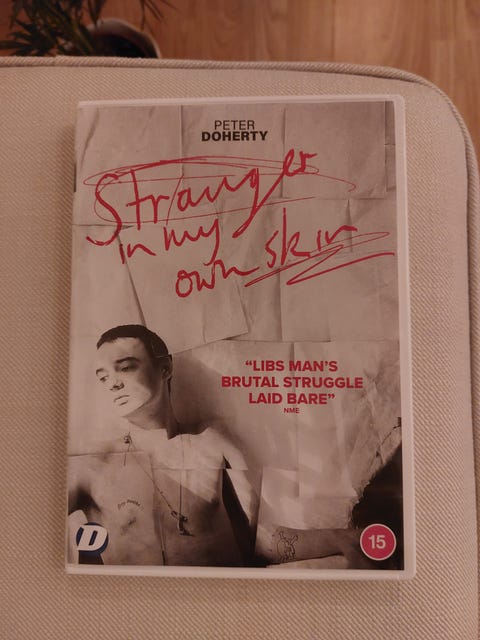 PETER
DOHERTY
Stranger
in my
own skin
"LIBS MAN'S
BRUTAL STRUGGLE
LAID BARE"
NME
D
15